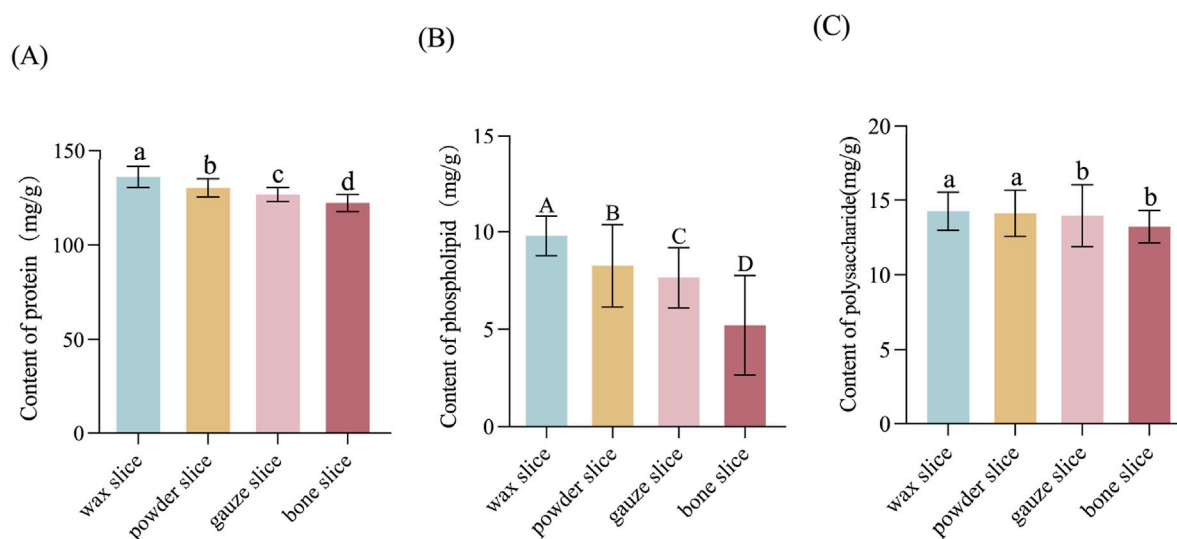 (A)
Content of protein（mg/g）
150
100
50
0
a
b
c
d
wax slice
powder slice
gauze slice
bone slice
(B)
Content of phospholipid（mg/g）
15
10
5
0
A
B
C
D
wax slice
powder slice
gauze slice
bone slice
(C)
Content of polysaccharide(mg/g)
20
15
10
5
0
a
a
b
b
wax slice
powder slice
gauze slice
bone slice